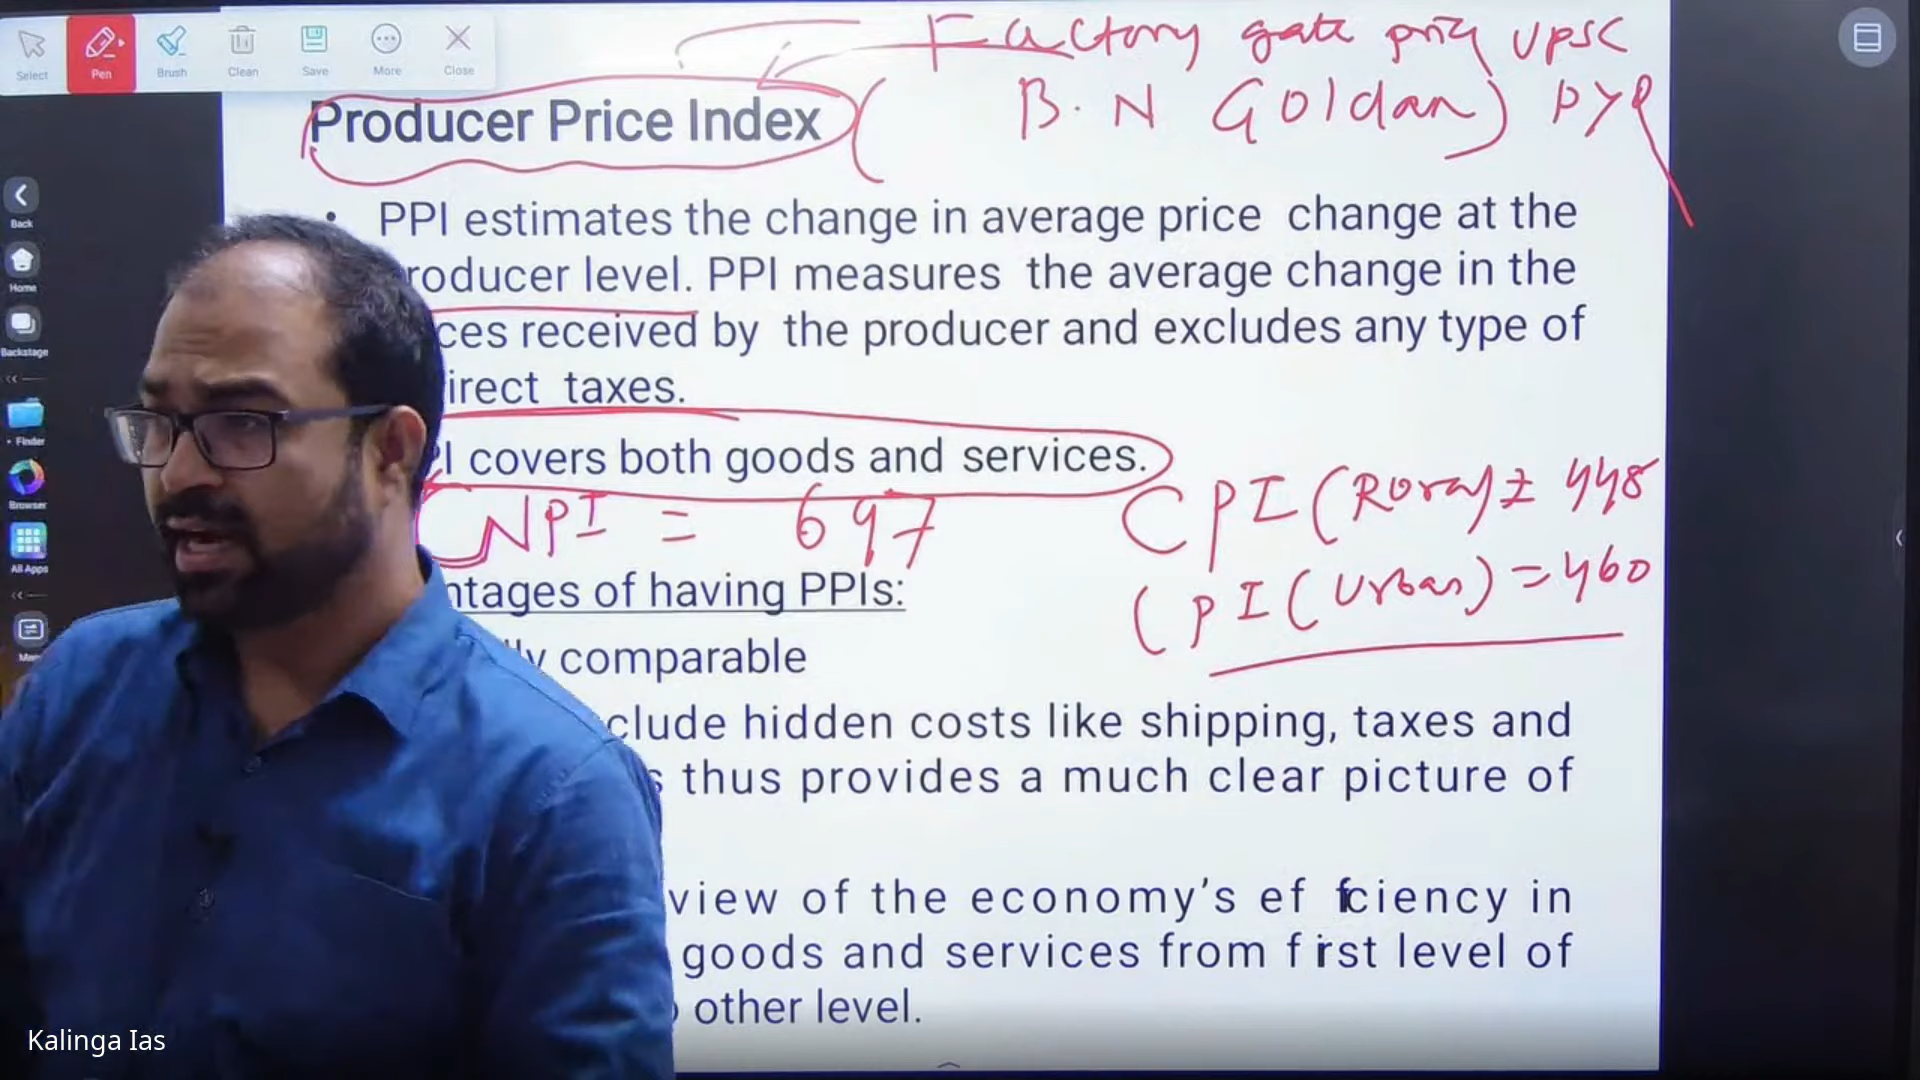 Select Pen Brush Clean Save More Close
Factory gate UPSC
B.N Goldan) PYQ
Producer Price Index
• PPI estimates the change in average price change at the
roducer level. PPI measures the average change in the
ces received by the producer and excludes any type of
irect taxes.
I covers both goods and services.
WPI = 697
CPI (Rural) = 448
CPI (Urban) = 460
ntages of having PPIs:
lly comparable
clude hidden costs like shipping, taxes and
s thus provides a much clear picture of
view of the economy's efficiency in
goods and services from first level of
other level.
Back
Home
Backstage
Finder
Browser
All Apps
Kalinga Ias